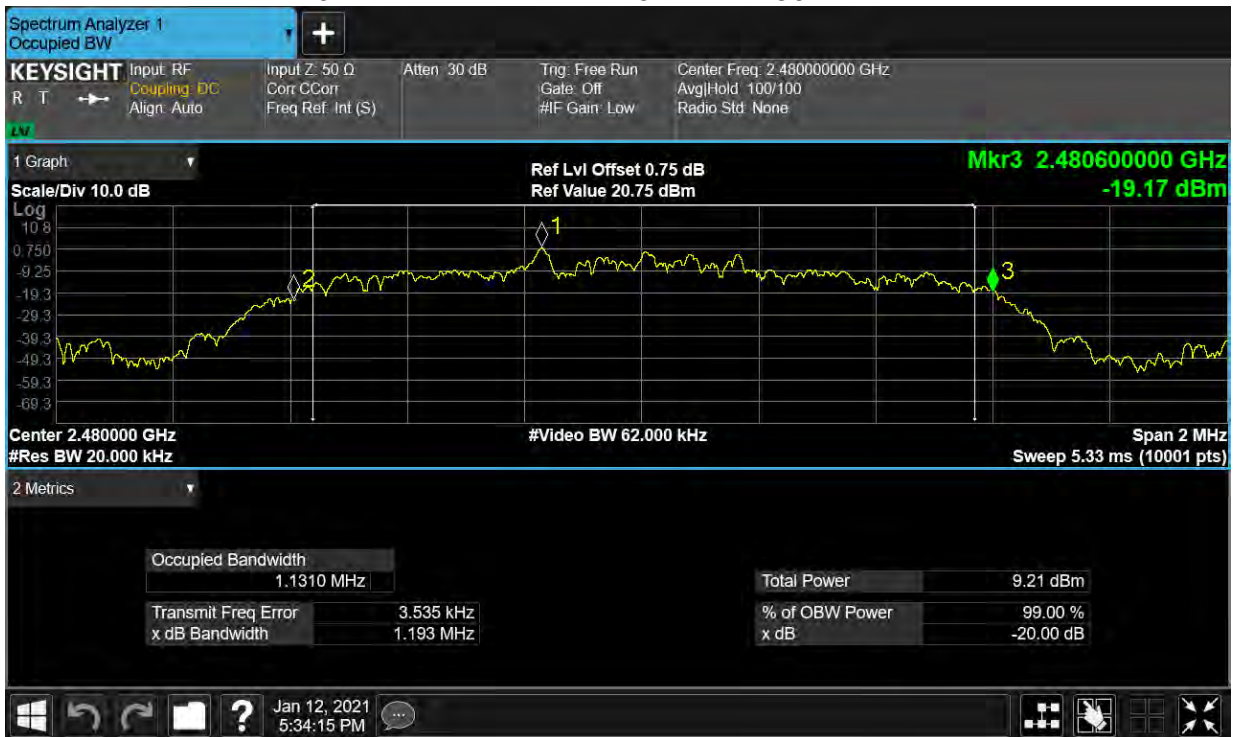 Spectrum Analyzer 1
Occupied BW
KEYSIGHT Input: RF Input Z: 50 Ω Atten: 30 dB Trig: Free Run Center Freq: 2.480000000 GHz
R T Coupling: DC Corr CCorr Gate: Off Avg|Hold: 100/100
Align: Auto Freq Ref: Int (S) #IF Gain: Low Radio Std: None
LXI
1 Graph
Ref Lvl Offset 0.75 dB
Mkr3 2.480600000 GHz
Scale/Div 10.0 dB Ref Value 20.75 dBm -19.17 dBm
Log
10.8
0.750
-9.25
-19.3
-29.3
-39.3
-49.3
-59.3
-69.3
1
2
3
Center 2.480000 GHz #Video BW 62.000 kHz Span 2 MHz
#Res BW 20.000 kHz Sweep 5.33 ms (10001 pts)
2 Metrics
Occupied Bandwidth
1.1310 MHz Total Power 9.21 dBm
Transmit Freq Error 3.535 kHz % of OBW Power 99.00 %
x dB Bandwidth 1.193 MHz x dB -20.00 dB
? Jan 12, 2021
5:34:15 PM